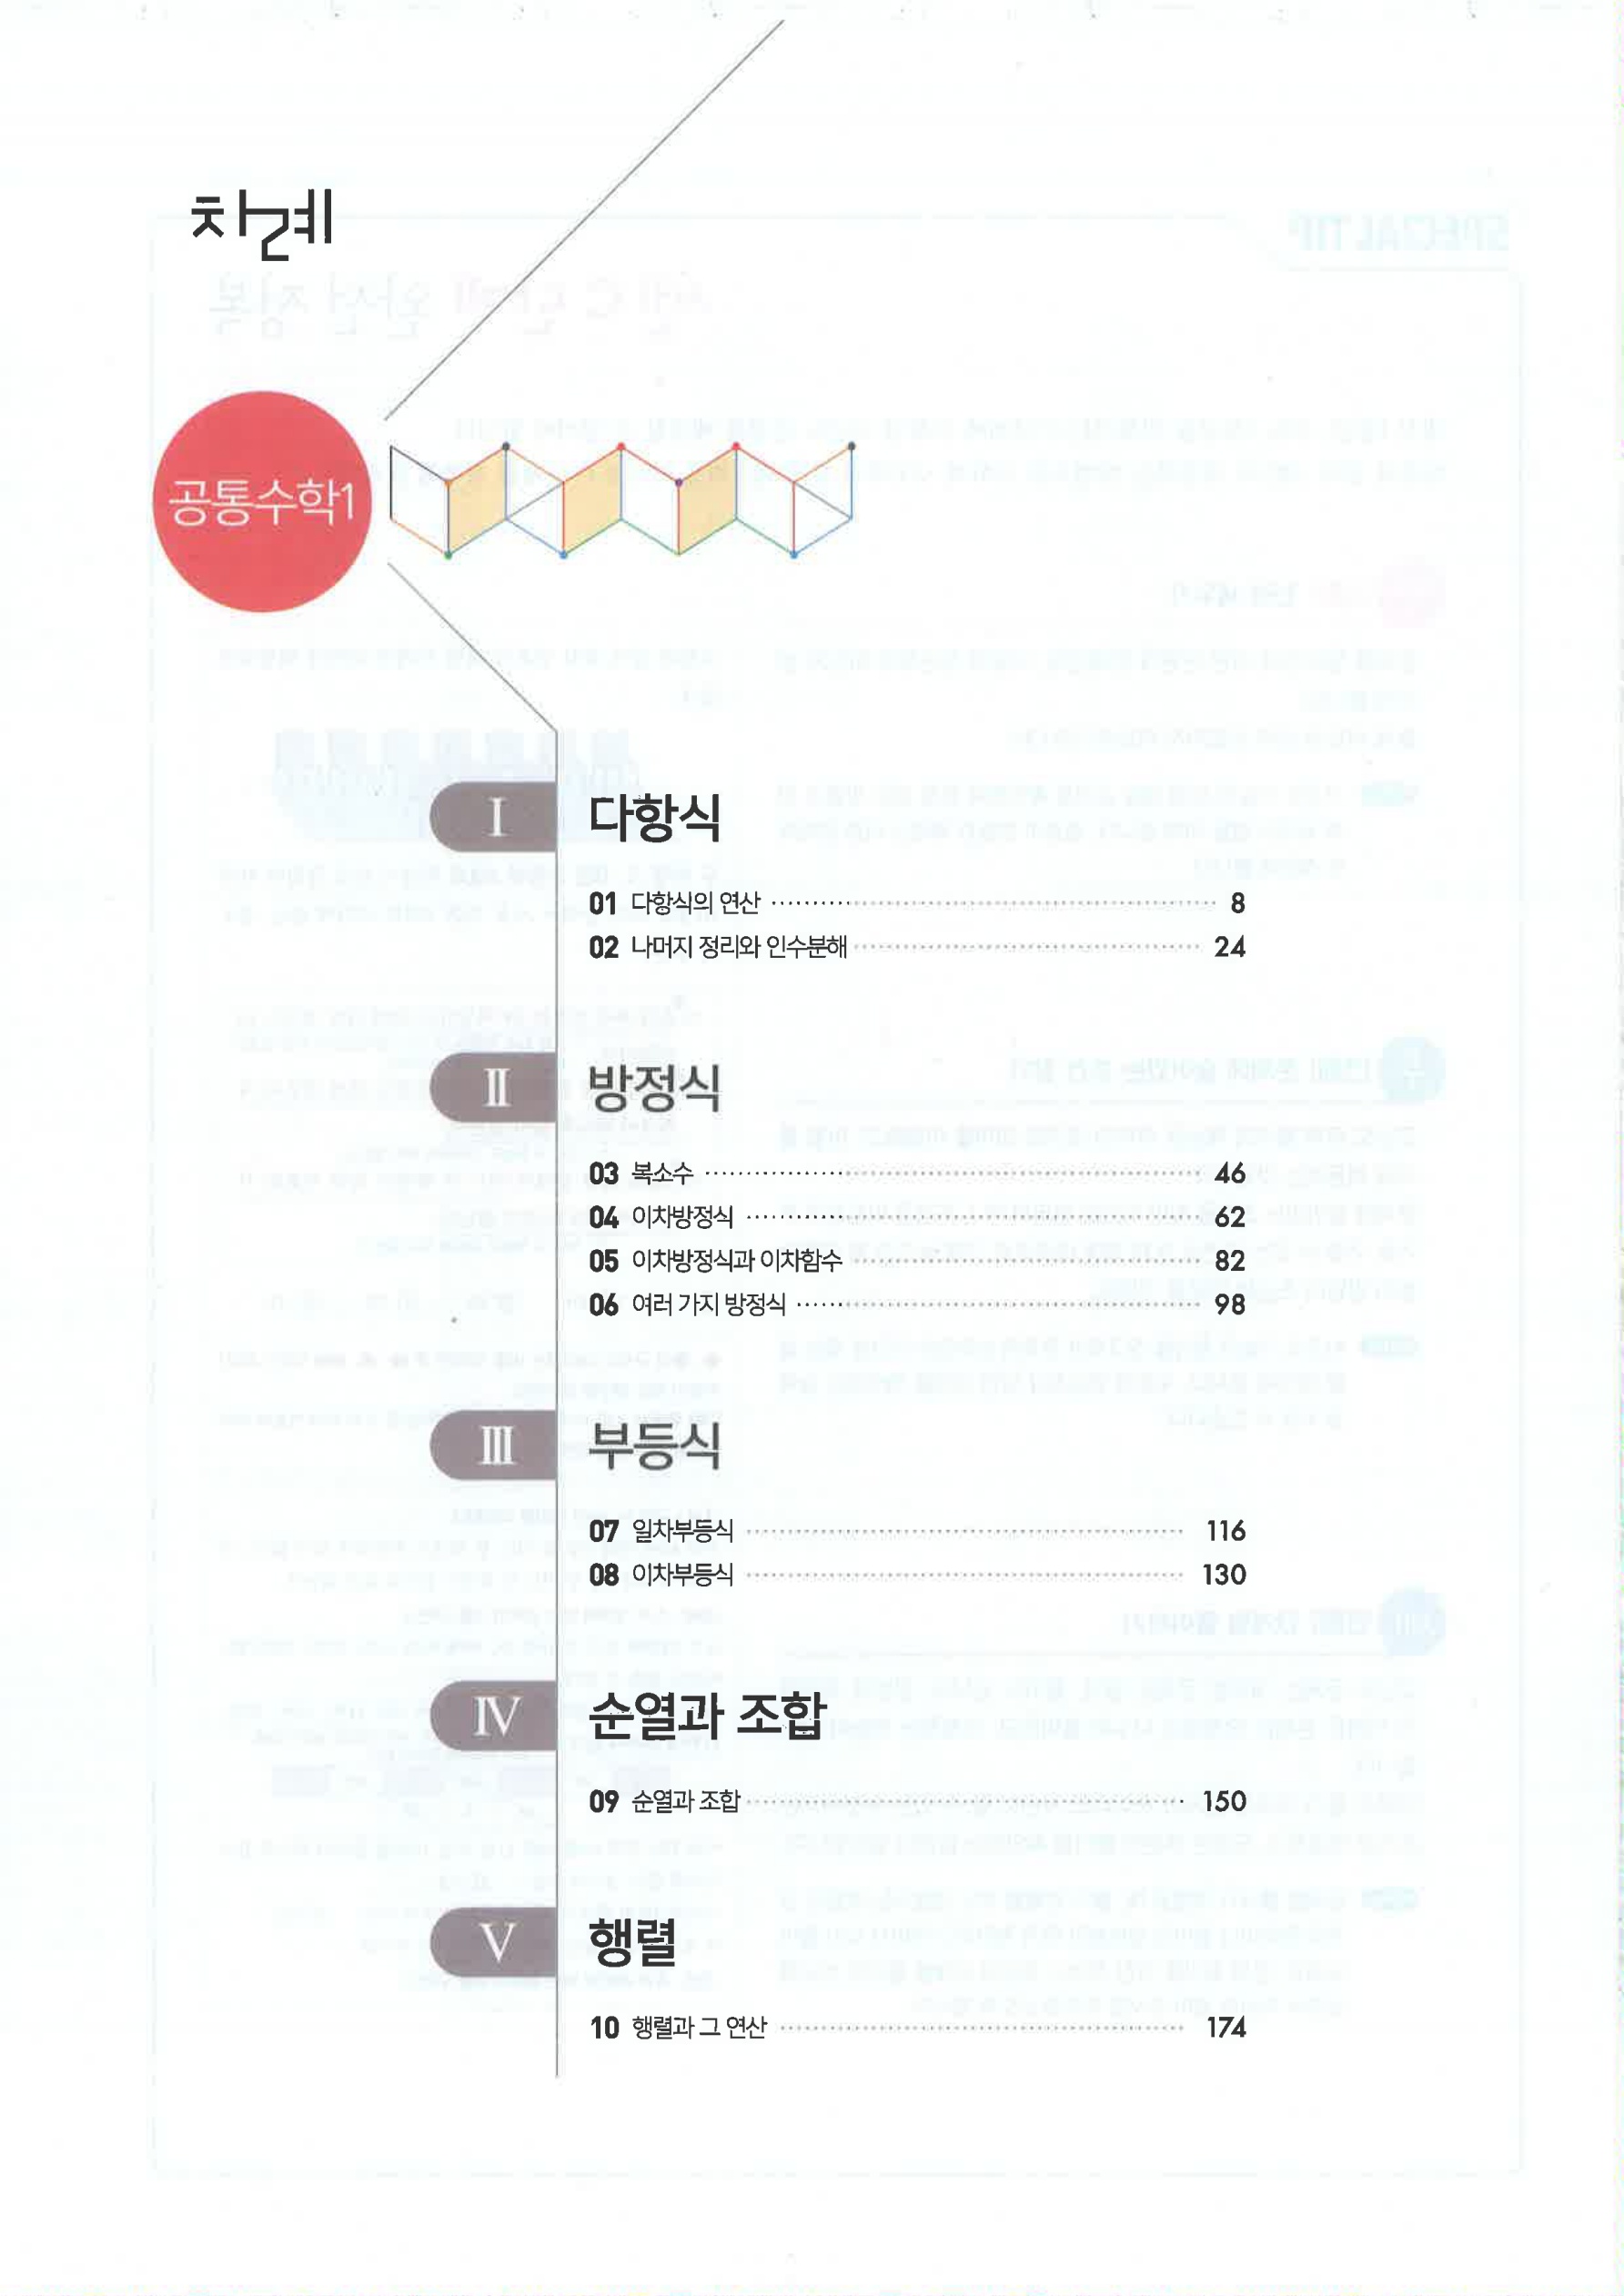 차례
공통수학1
I 다항식
01 다항식의 연산 8
02 나머지 정리와 인수분해 24
II 방정식
03 복소수 46
04 이차방정식 62
05 이차방정식과 이차함수 82
06 여러 가지 방정식 98
III 부등식
07 일차부등식 116
08 이차부등식 130
IV 순열과 조합
09 순열과 조합 150
V 행렬
10 행렬과 그 연산 174